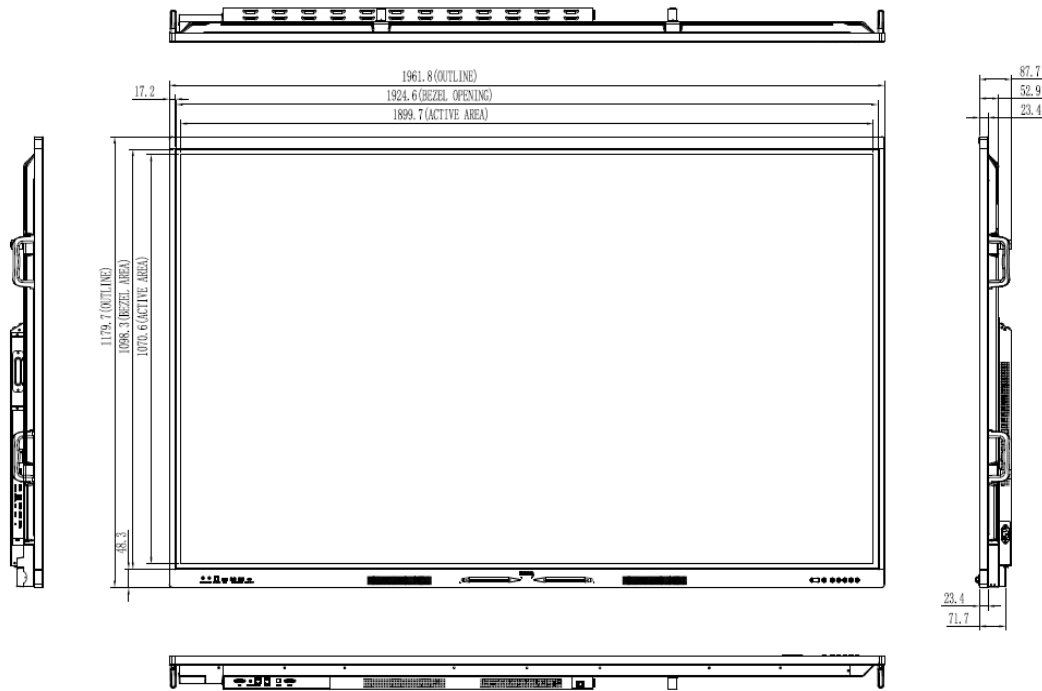 1961.8(OUTLINE)
17.2
1924.6(BEZEL OPENING)
1899.7(ACTIVE AREA)
87.7
52.9
23.4
1179.7(OUTLINE)
1098.3(BEZEL AREA)
1070.6(ACTIVE AREA)
48.3
23.4
71.7